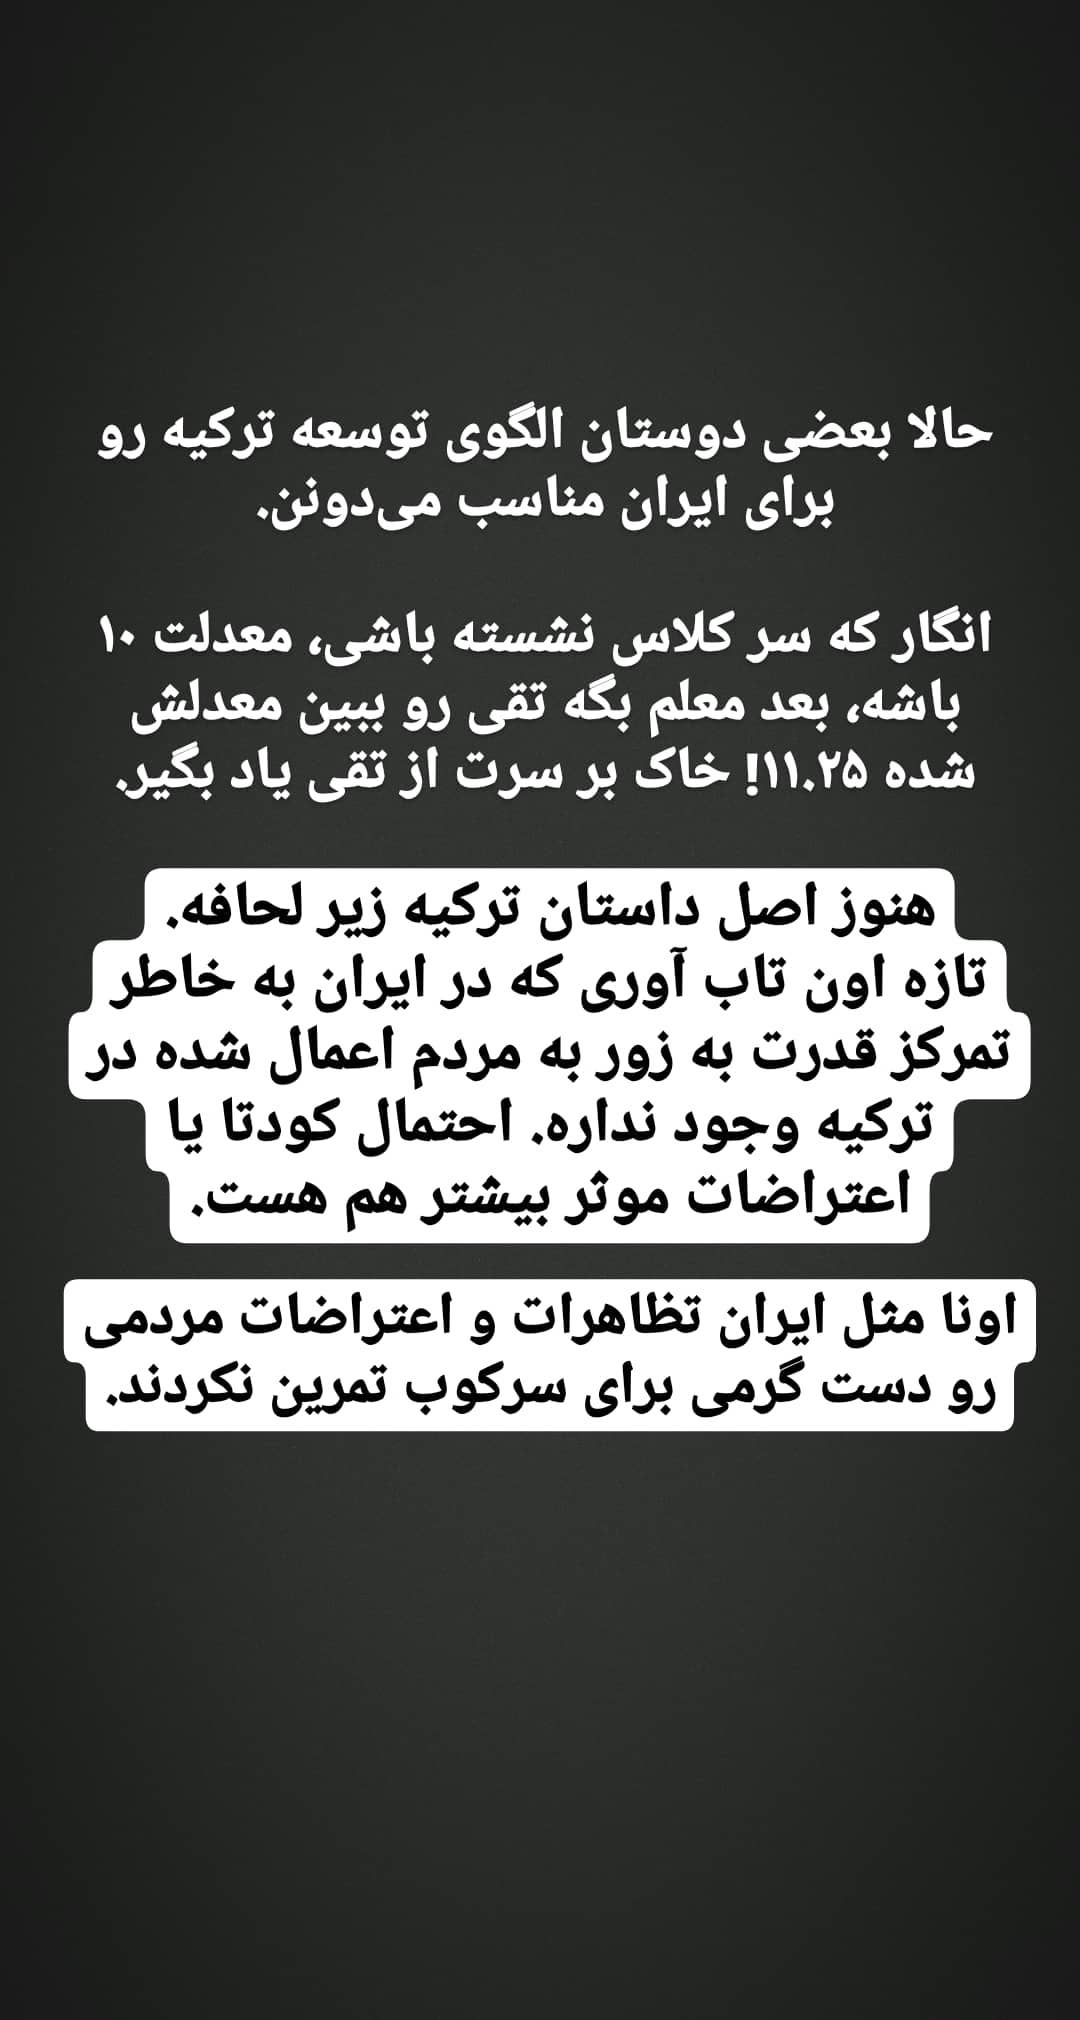 حالا بعضی دوستان الگوی توسعه ترکیه رو
برای ایران مناسب می‌دونن.
انگار که سر کلاس نشسته باشی، معدلت ۱۰
باشه، بعد معلم بگه تقی رو ببین معدلش
شده ۱۱.۲۵! خاک بر سرت از تقی یاد بگیر.
هنوز اصل داستان ترکیه زیر لحافه.
تازه اون تاب آوری که در ایران به خاطر
تمرکز قدرت به زور به مردم اعمال شده در
ترکیه وجود نداره. احتمال کودتا یا
اعتراضات موثر بیشتر هم هست.
اونا مثل ایران تظاهرات و اعتراضات مردمی
رو دست گرمی برای سرکوب تمرین نکردند.